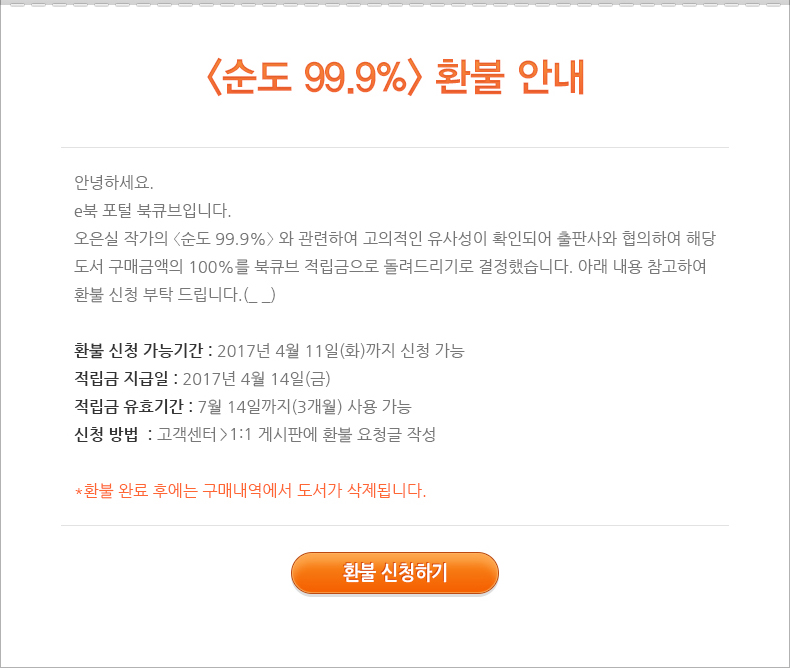 〈순도 99.9%〉 환불 안내
안녕하세요.
e북 포털 북큐브입니다.
오은실 작가의 〈순도 99.9%〉 와 관련하여 고의적인 유사성이 확인되어 출판사와 협의하여 해당
도서 구매금액의 100%를 북큐브 적립금으로 돌려드리기로 결정했습니다. 아래 내용 참고하여
환불 신청 부탁 드립니다.(_ _)
환불 신청 가능기간 : 2017년 4월 11일(화)까지 신청 가능
적립금 지급일 : 2017년 4월 14일(금)
적립금 유효기간 : 7월 14일까지(3개월) 사용 가능
신청 방법 : 고객센터 〉1:1 게시판에 환불 요청글 작성
*환불 완료 후에는 구매내역에서 도서가 삭제됩니다.
환불 신청하기